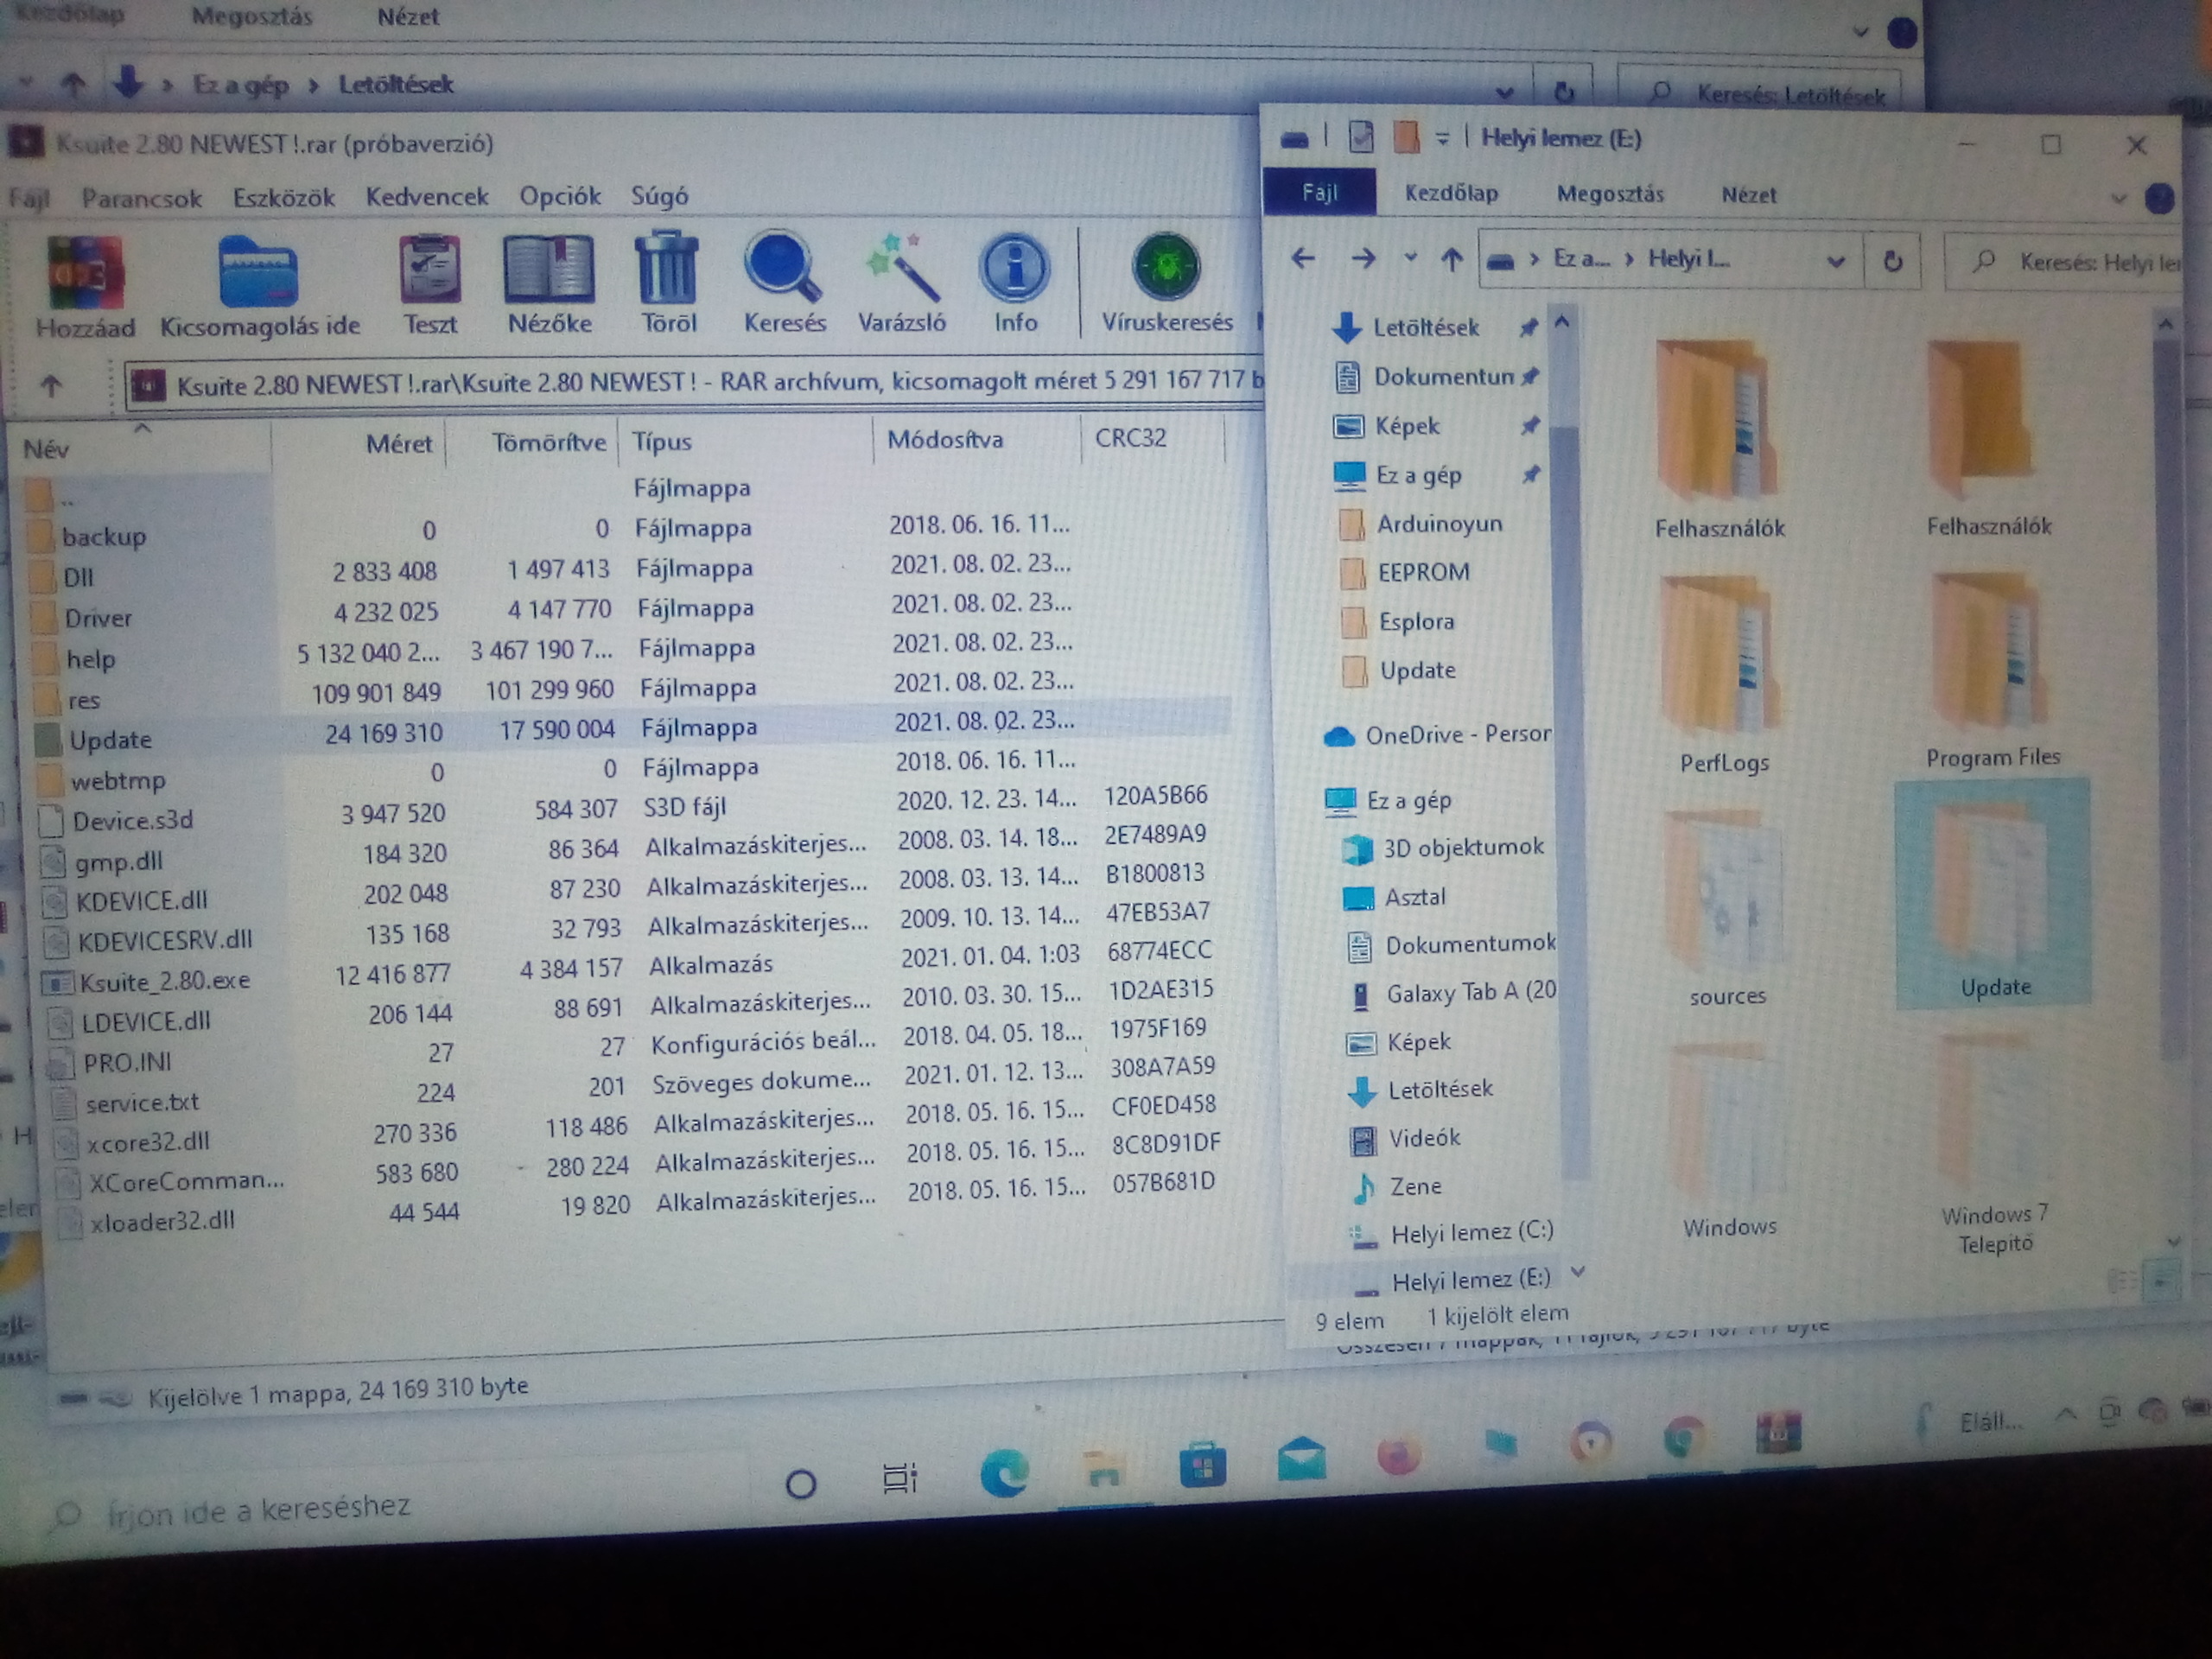 Kezdőlap Megosztás Nézet
Ez a gép › Letöltések
Keresés: Letöltések
Ksuite 2.80 NEWEST !.rar (próbaverzió)
Fájl Parancsok Eszközök Kedvencek Opciók Súgó
Hozzáad Kicsomagolás ide Teszt Nézőke Töröl Keresés Varázsló Info Víruskeresés
Ksuite 2.80 NEWEST !.rar\Ksuite 2.80 NEWEST ! - RAR archívum, kicsomagolt méret 5 291 167 717 b
Név Méret Tömörítve Típus Módosítva CRC32
.. Fájlmappa
backup 0 0 Fájlmappa 2018. 06. 16. 11...
Dll 2 833 408 1 497 413 Fájlmappa 2021. 08. 02. 23...
Driver 4 232 025 4 147 770 Fájlmappa 2021. 08. 02. 23...
help 5 132 040 2... 3 467 190 7... Fájlmappa 2021. 08. 02. 23...
res 109 901 849 101 299 960 Fájlmappa 2021. 08. 02. 23...
Update 24 169 310 17 590 004 Fájlmappa 2021. 08. 02. 23...
webtmp 0 0 Fájlmappa 2018. 06. 16. 11...
Device.s3d 3 947 520 584 307 S3D fájl 2020. 12. 23. 14... 120A5B66
gmp.dll 184 320 86 364 Alkalmazáskiterjes... 2008. 03. 14. 18... 2E7489A9
KDEVICE.dll 202 048 87 230 Alkalmazáskiterjes... 2008. 03. 13. 14... B1800813
KDEVICESRV.dll 135 168 32 793 Alkalmazáskiterjes... 2009. 10. 13. 14... 47EB53A7
Ksuite_2.80.exe 12 416 877 4 384 157 Alkalmazás 2021. 01. 04. 1:03 68774ECC
LDEVICE.dll 206 144 88 691 Alkalmazáskiterjes... 2010. 03. 30. 15... 1D2AE315
PRO.INI 27 27 Konfigurációs beál... 2018. 04. 05. 18... 1975F169
service.txt 224 201 Szöveges dokume... 2021. 01. 12. 13... 308A7A59
xcore32.dll 270 336 118 486 Alkalmazáskiterjes... 2018. 05. 16. 15... CF0ED458
XCoreComman... 583 680 280 224 Alkalmazáskiterjes... 2018. 05. 16. 15... 8C8D91DF
xloader32.dll 44 544 19 820 Alkalmazáskiterjes... 2018. 05. 16. 15... 057B681D
Kijelölve 1 mappa, 24 169 310 byte
Helyi lemez (E:)
Fájl Kezdőlap Megosztás Nézet
Ez a... › Helyi l...
Keresés: Helyi le
Letöltések
Dokumentun
Képek
Ez a gép
Arduinoyun
EEPROM
Esplora
Update
OneDrive - Person
Ez a gép
3D objektumok
Asztal
Dokumentumok
Galaxy Tab A (20
Képek
Letöltések
Videók
Zene
Helyi lemez (C:)
Helyi lemez (E:)
Felhasználók Felhasználók
PerfLogs Program Files
sources Update
Windows Windows 7
Telepítő
9 elem 1 kijelölt elem
Összesen 7 mappák, 11 fájlok, 5 291 167 717 byte
Írjon ide a kereséshez
Eláll...